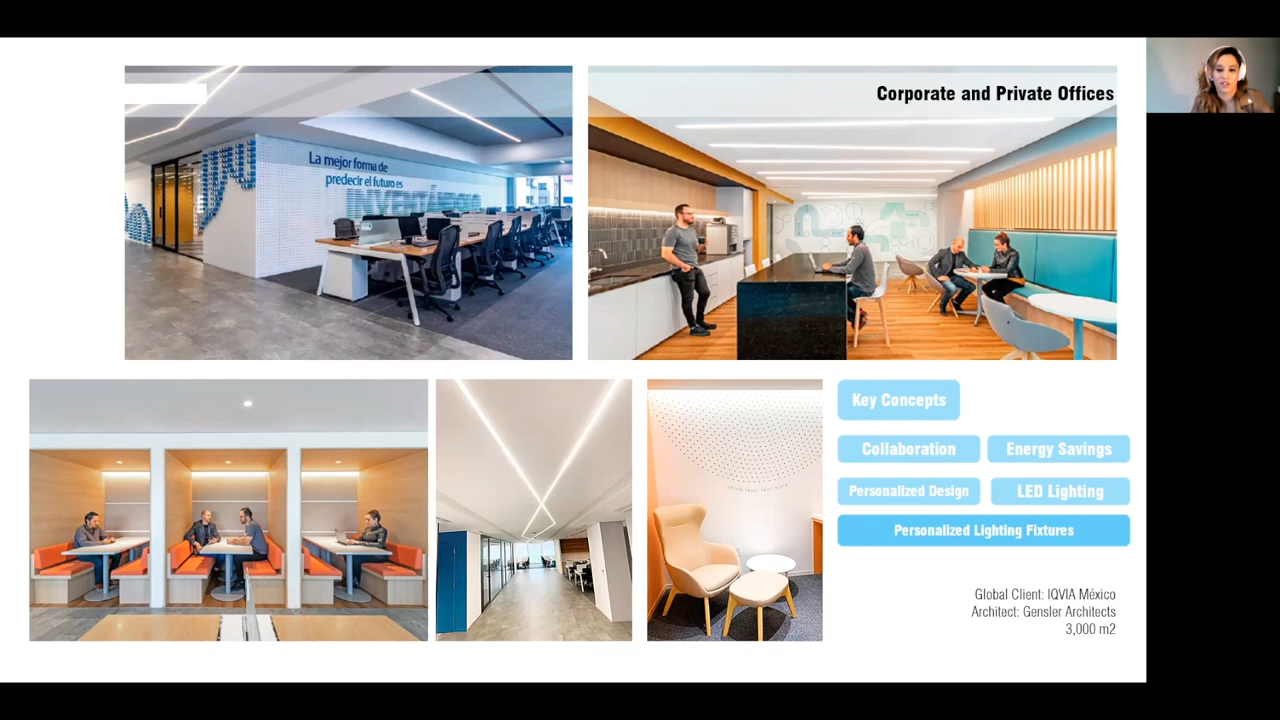 Corporate and Private Offices
La mejor forma de
predecir el futuro es
INVENTÁNDOLO
Key Concepts
Collaboration
Energy Savings
Personalized Design
LED Lighting
Personalized Lighting Fixtures
Global Client: IQVIA México
Architect: Gensler Architects
3,000 m2